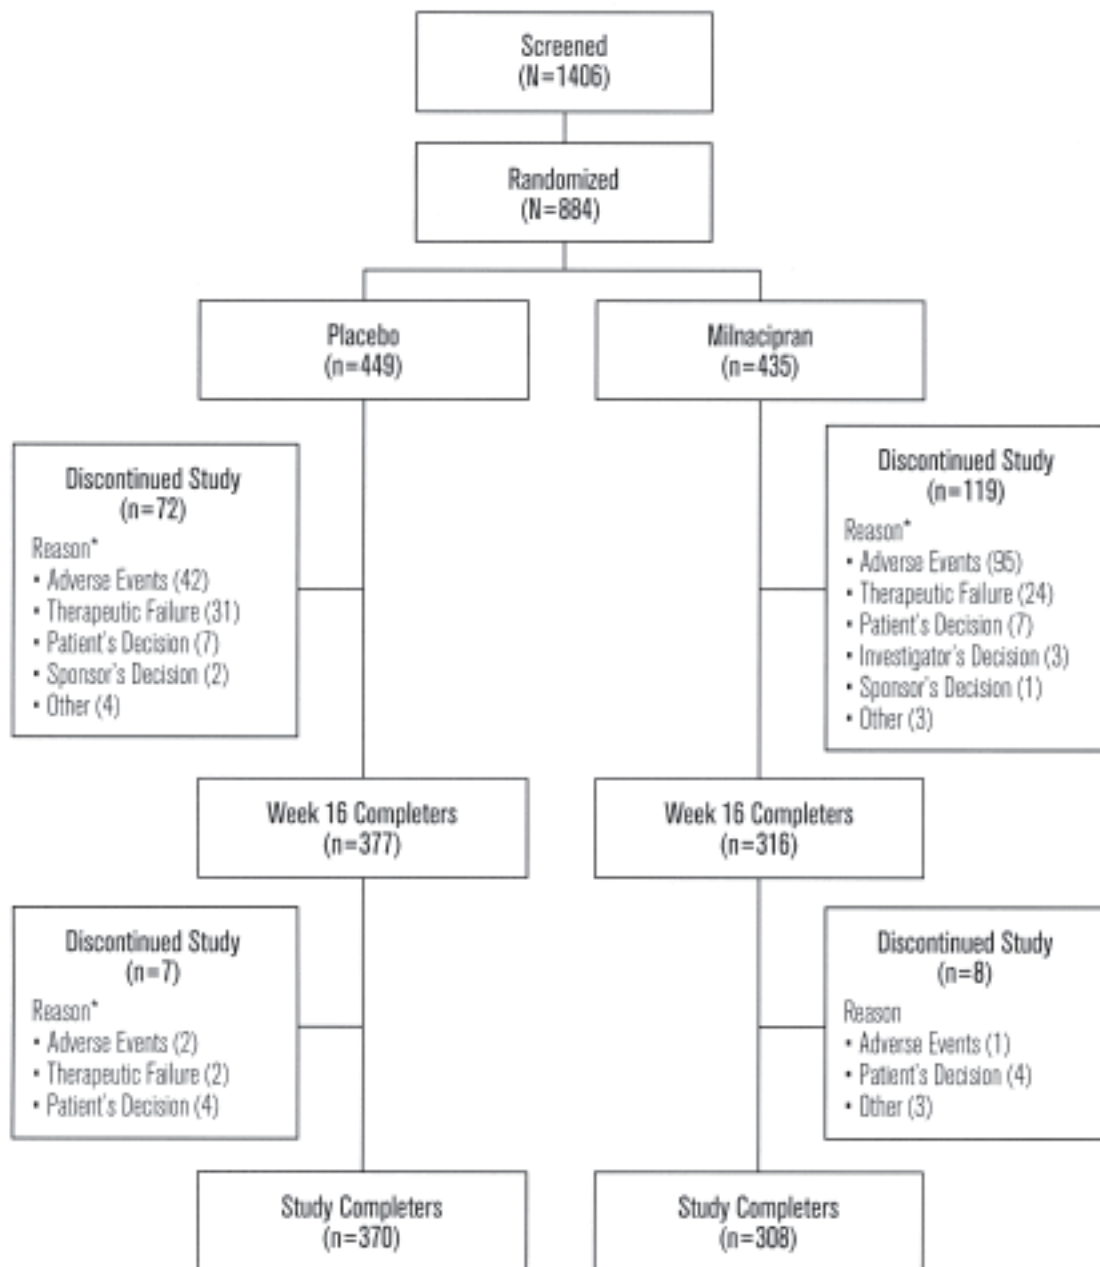 Screened
(N=1406)
Randomized
(N=884)
Placebo
(n=449)
Milnacipran
(n=435)
Discontinued Study
(n=72)
Reason*
• Adverse Events (42)
• Therapeutic Failure (31)
• Patient's Decision (7)
• Sponsor's Decision (2)
• Other (4)
Discontinued Study
(n=119)
Reason*
• Adverse Events (95)
• Therapeutic Failure (24)
• Patient's Decision (7)
• Investigator's Decision (3)
• Sponsor's Decision (1)
• Other (3)
Week 16 Completers
(n=377)
Week 16 Completers
(n=316)
Discontinued Study
(n=7)
Reason*
• Adverse Events (2)
• Therapeutic Failure (2)
• Patient's Decision (4)
Discontinued Study
(n=8)
Reason
• Adverse Events (1)
• Patient's Decision (4)
• Other (3)
Study Completers
(n=370)
Study Completers
(n=308)